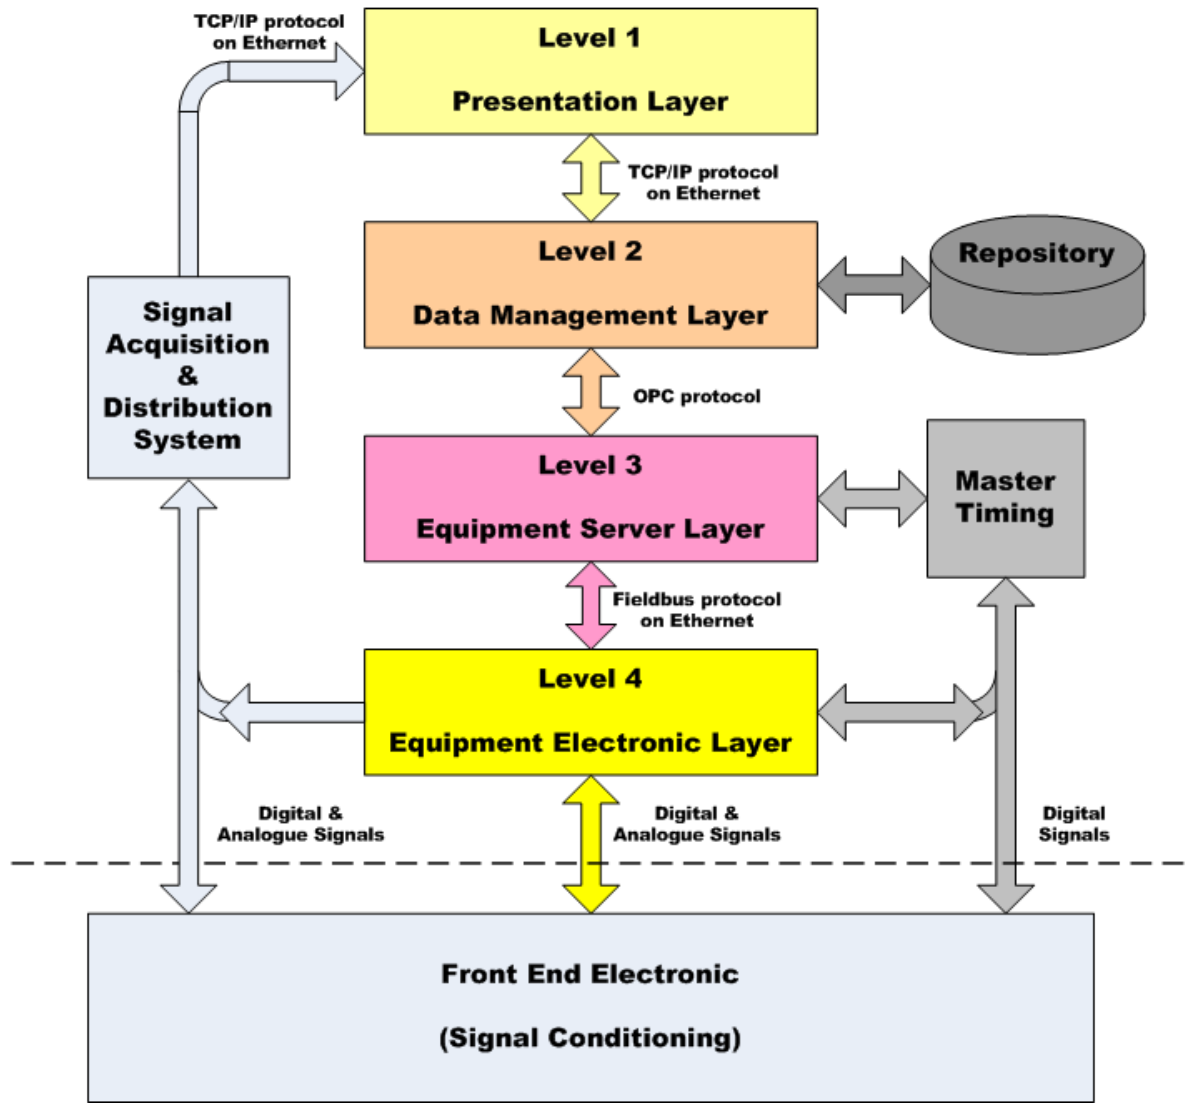 TCP/IP protocol
on Ethernet
Level 1
Presentation Layer
TCP/IP protocol
on Ethernet
Level 2
Data Management Layer
Repository
Signal
Acquisition
&
Distribution
System
OPC protocol
Level 3
Equipment Server Layer
Master
Timing
Fieldbus protocol
on Ethernet
Level 4
Equipment Electronic Layer
Digital &
Analogue Signals
Digital &
Analogue Signals
Digital
Signals
Front End Electronic
(Signal Conditioning)